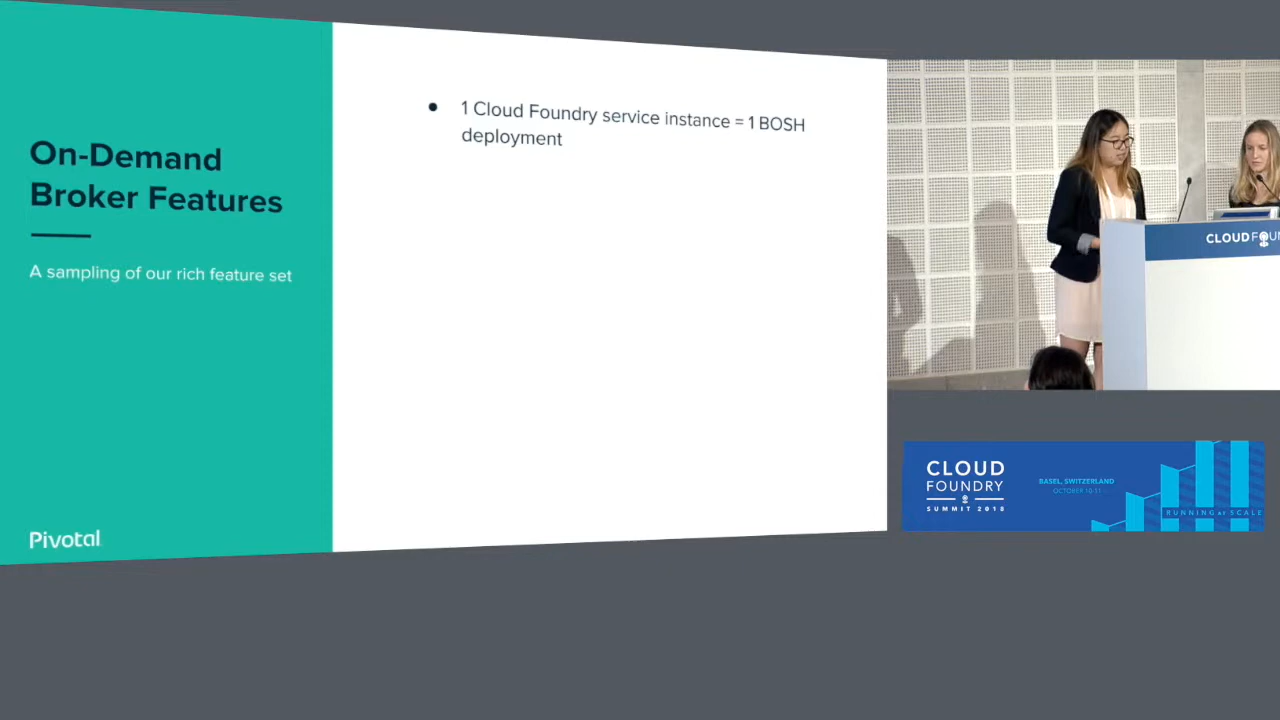 On-Demand
Broker Features
A sampling of our rich feature set
Pivotal
1 Cloud Foundry service instance = 1 BOSH
deployment
CLOUD FOUN
CLOUD
FOUNDRY
SUMMIT 2018
BASEL, SWITZERLAND
OCTOBER 10-11
RUNNING AT SCALE